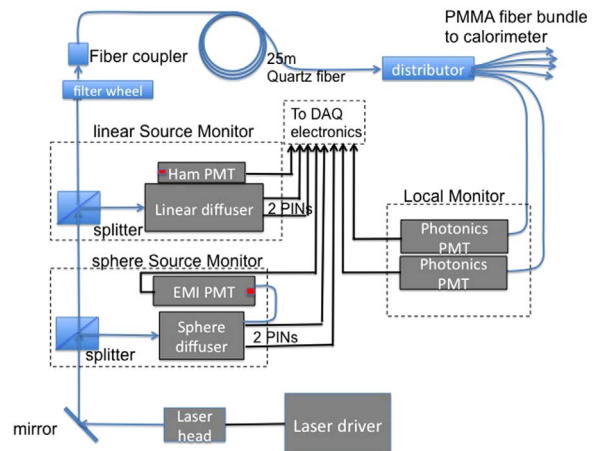 PMMA fiber bundle
to calorimeter
Fiber coupler
25m
Quartz fiber
distributor
filter wheel
To DAQ
electronics
linear Source Monitor
Ham PMT
Linear diffuser
2 PINs
splitter
Local Monitor
Photonics
PMT
Photonics
PMT
sphere Source Monitor
EMI PMT
Sphere
diffuser
2 PINs
splitter
mirror
Laser
head
Laser driver